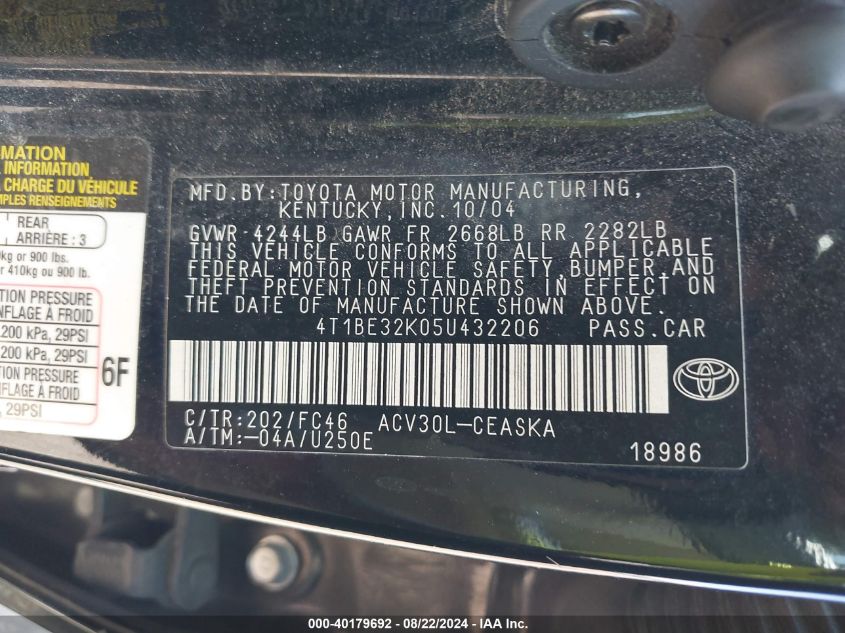 MATION
INFORMATION
CHARGE DU VÉHICULE
MPLES RENSEIGNEMENTS
REAR
ARRIÈRE : 3
kg or 900 lbs.
r 410kg ou 900 lb.
TION PRESSURE
NFLAGE À FROID
200 kPa, 29PSI
200 kPa, 29PSI
TION PRESSURE
NFLAGE À FROID
, 29PSI
6F
MFD.BY:TOYOTA MOTOR MANUFACTURING,
KENTUCKY,INC.10/04
GVWR 4244LB GAWR FR 2668LB RR 2282LB
THIS VEHICLE CONFORMS TO ALL APPLICABLE
FEDERAL MOTOR VEHICLE SAFETY,BUMPER,AND
THEFT PREVENTION STANDARDS IN EFFECT ON
THE DATE OF MANUFACTURE SHOWN ABOVE.
4T1BE32K05U432206 PASS.CAR
C/TR:202/FC46 ACV30L-CEASKA
A/TM:-04A/U250E
18986
000-40179692 - 08/22/2024 - IAA Inc.